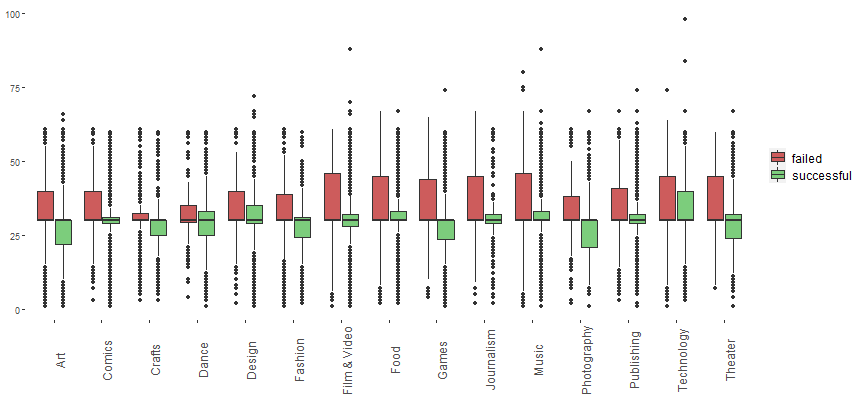 100
75
50
25
0
Art
Comics
Crafts
Dance
Design
Fashion
Film & Video
Food
Games
Journalism
Music
Photography
Publishing
Technology
Theater
failed
successful